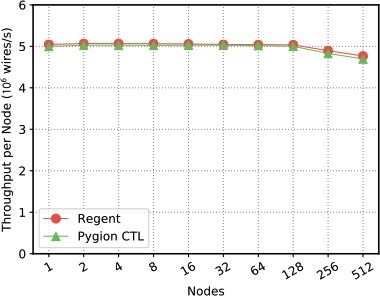 Throughput per Node (10⁶ wires/s)
6
5
4
3
2
1
0
Regent
Pygion CTL
1 2 4 8 16 32 64 128 256 512
Nodes